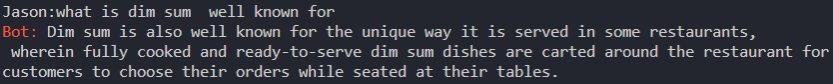 Jason:what is dim sum  well known for
Bot: Dim sum is also well known for the unique way it is served in some restaurants,
 wherein fully cooked and ready-to-serve dim sum dishes are carted around the restaurant for
customers to choose their orders while seated at their tables.